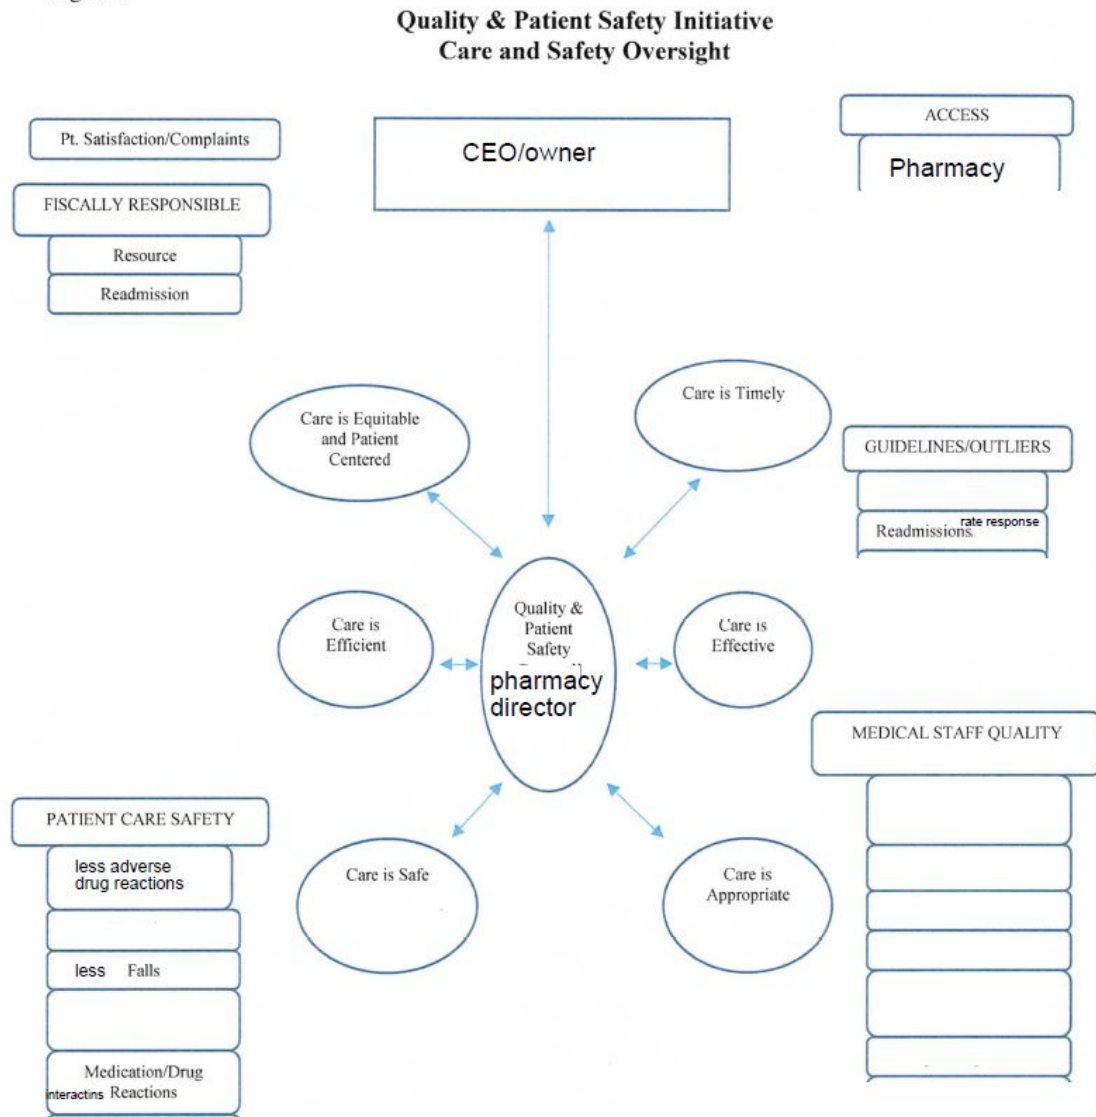 Quality & Patient Safety Initiative
Care and Safety Oversight
Pt. Satisfaction/Complaints
FISCALLY RESPONSIBLE
Resource
Readmission
CEO/owner
ACCESS
Pharmacy
Care is Equitable
and Patient
Centered
Care is Timely
GUIDELINES/OUTLIERS
Readmissions rate response
Care is
Efficient
Quality &
Patient
Safety
pharmacy
director
Care is
Effective
MEDICAL STAFF QUALITY
PATIENT CARE SAFETY
less adverse
drug reactions
less Falls
Medication/Drug
interactins Reactions
Care is Safe
Care is
Appropriate